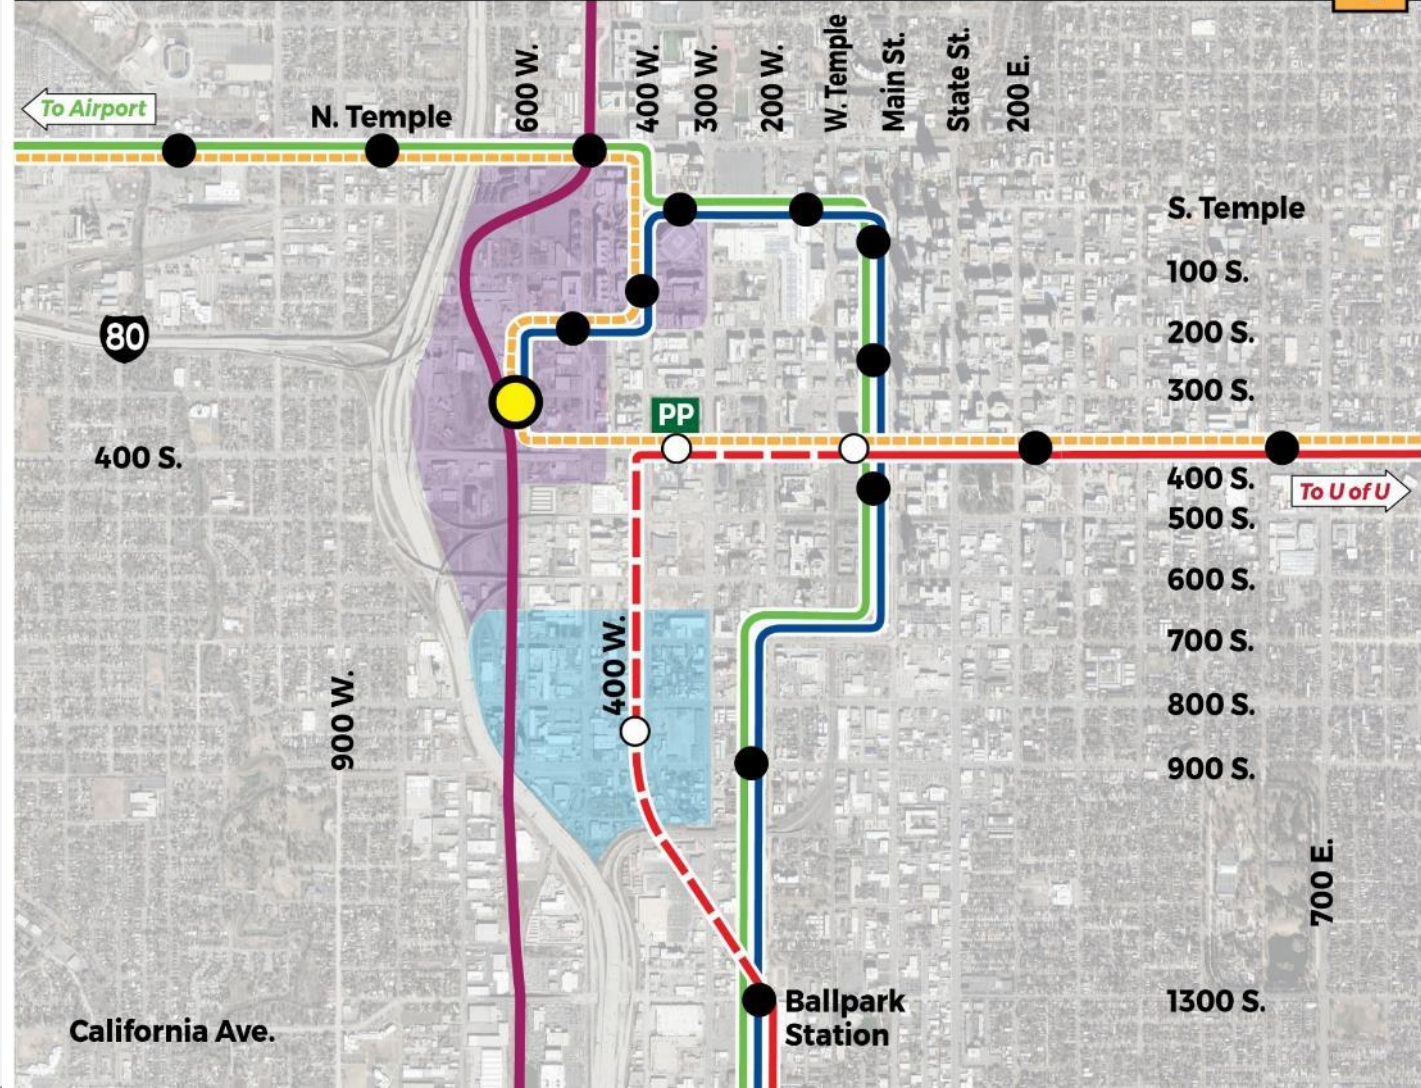 600 W.
400 W.
300 W.
200 W.
W. Temple
Main St.
State St.
200 E.
To Airport
N. Temple
S. Temple
100 S.
80
200 S.
300 S.
PP
400 S.
400 S.
To U of U
500 S.
600 S.
400 W.
700 S.
900 W.
800 S.
900 S.
700 E.
Ballpark
Station
1300 S.
California Ave.